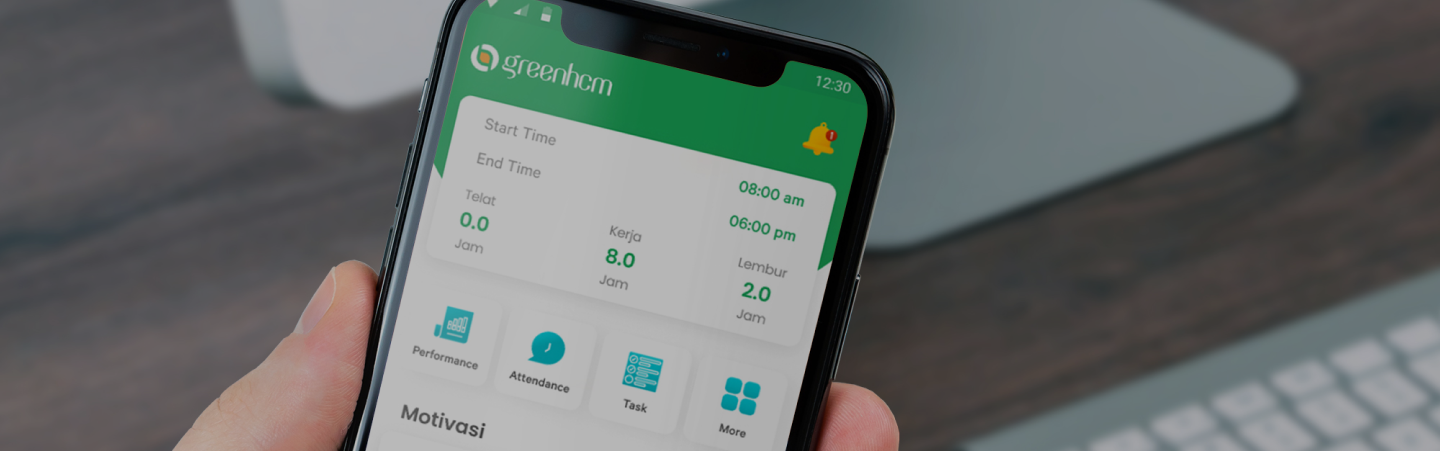 12:30
greenhcm
1
Start Time
08:00 am
End Time
06:00 pm
Telat
0.0
Jam
Kerja
8.0
Jam
Lembur
2.0
Jam
Performance
Attendance
Task
More
Motivasi